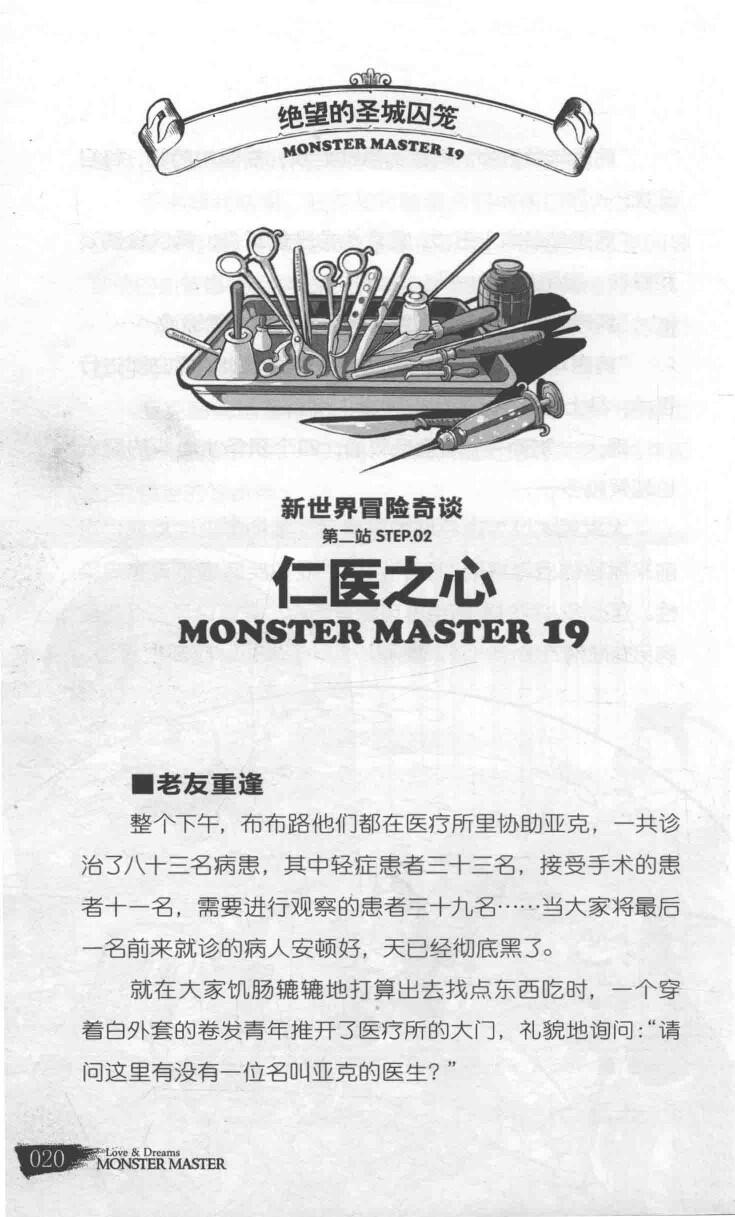 绝望的圣城囚笼
MONSTER MASTER 19
新世界冒险奇谈
第二站 STEP.02
仁医之心
MONSTER MASTER 19
■老友重逢
整个下午，布布路他们都在医疗所里协助亚克，一共诊
治了八十三名病患，其中轻症患者三十三名，接受手术的患
者十一名，需要进行观察的患者三十九名……当大家将最后
一名前来就诊的病人安顿好，天已经彻底黑了。
就在大家饥肠辘辘地打算出去找点东西吃时，一个穿
着白外套的卷发青年推开了医疗所的大门，礼貌地询问：“请
问这里有没有一位名叫亚克的医生？”
020
Love & Dreams
MONSTER MASTER